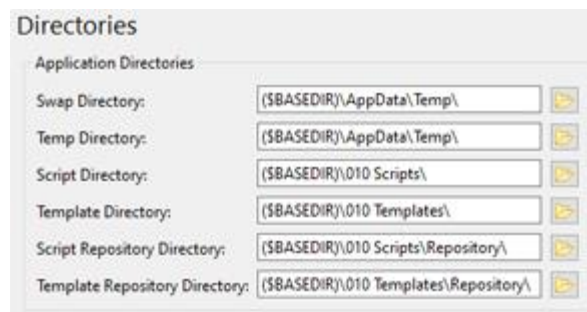 Directories
Application Directories
Swap Directory: ($BASEDIR)\AppData\Temp\
Temp Directory: ($BASEDIR)\AppData\Temp\
Script Directory: ($BASEDIR)\010 Scripts\
Template Directory: ($BASEDIR)\010 Templates\
Script Repository Directory: ($BASEDIR)\010 Scripts\Repository\
Template Repository Directory: ($BASEDIR)\010 Templates\Repository\